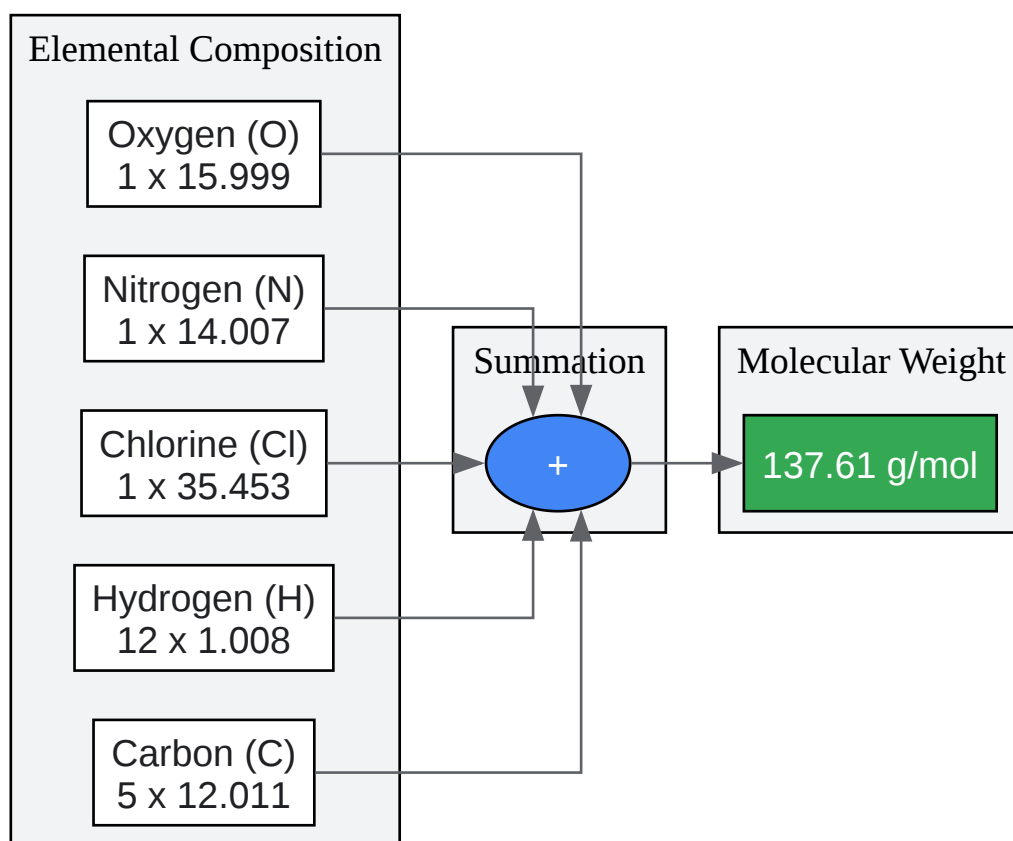 Elemental Composition
Oxygen (O)
1 x 15.999
Nitrogen (N)
1 x 14.007
Chlorine (Cl)
1 x 35.453
Hydrogen (H)
12 x 1.008
Carbon (C)
5 x 12.011
Summation
+
Molecular Weight
137.61 g/mol